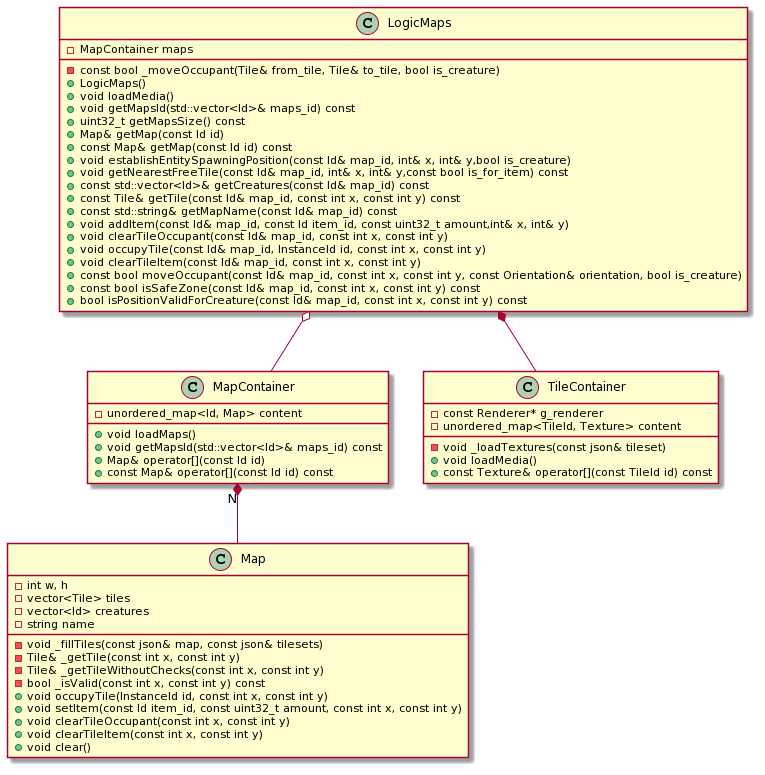 C LogicMaps
MapContainer maps
const bool _moveOccupant(Tile& from_tile, Tile& to_tile, bool is_creature)
LogicMaps()
void loadMedia()
void getMapsId(std::vector<Id>& maps_id) const
uint32_t getMapsSize() const
Map& getMap(const Id id)
const Map& getMap(const Id id) const
void establishEntitySpawningPosition(const Id& map_id, int& x, int& y,bool is_creature)
void getNearestFreeTile(const Id& map_id, int& x, int& y,const bool is_for_item) const
const std::vector<Id>& getCreatures(const Id& map_id) const
const Tile& getTile(const Id& map_id, const int x, const int y) const
const std::string& getMapName(const Id& map_id) const
void addItem(const Id& map_id, const Id item_id, const uint32_t amount,int& x, int& y)
void clearTileOccupant(const Id& map_id, const int x, const int y)
void occupyTile(const Id& map_id, InstanceId id, const int x, const int y)
void clearTileItem(const Id& map_id, const int x, const int y)
const bool moveOccupant(const Id& map_id, const int x, const int y, const Orientation& orientation, bool is_creature)
const bool isSafeZone(const Id& map_id, const int x, const int y) const
bool isPositionValidForCreature(const Id& map_id, const int x, const int y) const
C MapContainer
unordered_map<Id, Map> content
void loadMaps()
void getMapsId(std::vector<Id>& maps_id) const
Map& operator[](const Id id)
const Map& operator[](const Id id) const
C TileContainer
const Renderer* g_renderer
unordered_map<TileId, Texture> content
void _loadTextures(const json& tileset)
void loadMedia()
const Texture& operator[](const TileId id) const
N
C Map
int w, h
vector<Tile> tiles
vector<Id> creatures
string name
void _fillTiles(const json& map, const json& tilesets)
Tile& _getTile(const int x, const int y)
Tile& _getTileWithoutChecks(const int x, const int y)
bool _isValid(const int x, const int y) const
void occupyTile(InstanceId id, const int x, const int y)
void setItem(const Id item_id, const uint32_t amount, const int x, const int y)
void clearTileOccupant(const int x, const int y)
void clearTileItem(const int x, const int y)
void clear()